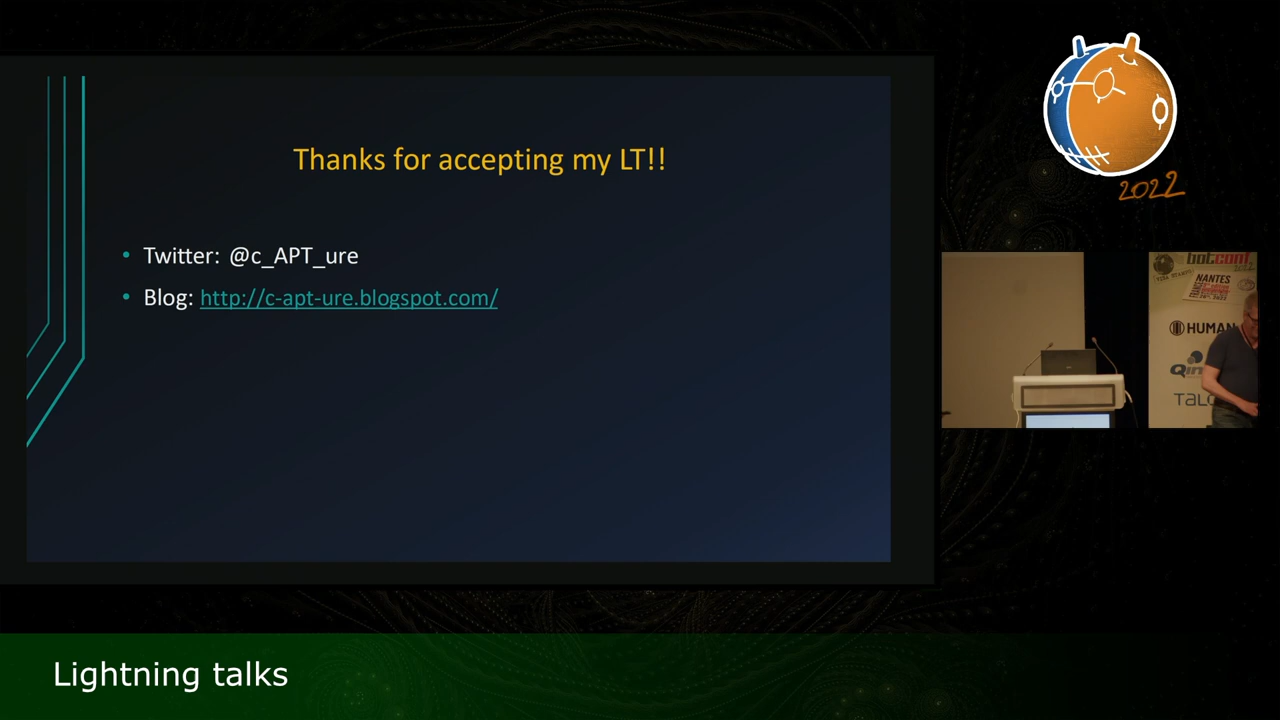 Thanks for accepting my LT!!
• Twitter: @c_APT_ure
• Blog: http://c-apt-ure.blogspot.com/
2022
botconf
2022
NANTES
HUMAN
Lightning talks